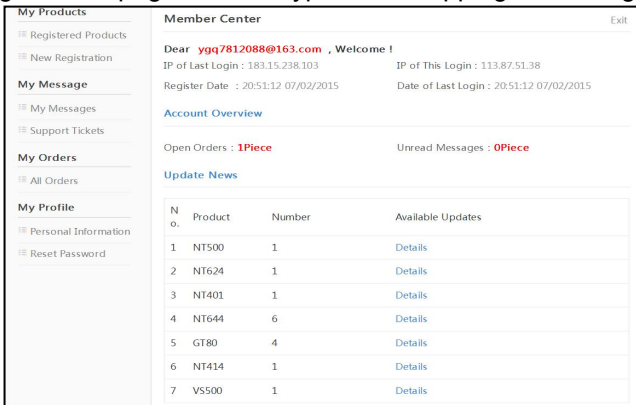 My Products
Registered Products
New Registration
My Message
My Messages
Support Tickets
My Orders
All Orders
My Profile
Personal Information
Reset Password
Member Center
Exit
Dear ygq7812088@163.com , Welcome !
IP of Last Login : 183.15.238.103 IP of This Login : 113.87.51.38
Register Date : 20:51:12 07/02/2015 Date of Last Login : 20:51:12 07/02/2015
Account Overview
Open Orders : 1Piece Unread Messages : 0Piece
Update News
No. Product Number Available Updates
1 NT500 1 Details
2 NT624 1 Details
3 NT401 1 Details
4 NT644 6 Details
5 GT80 4 Details
6 NT414 1 Details
7 VS500 1 Details